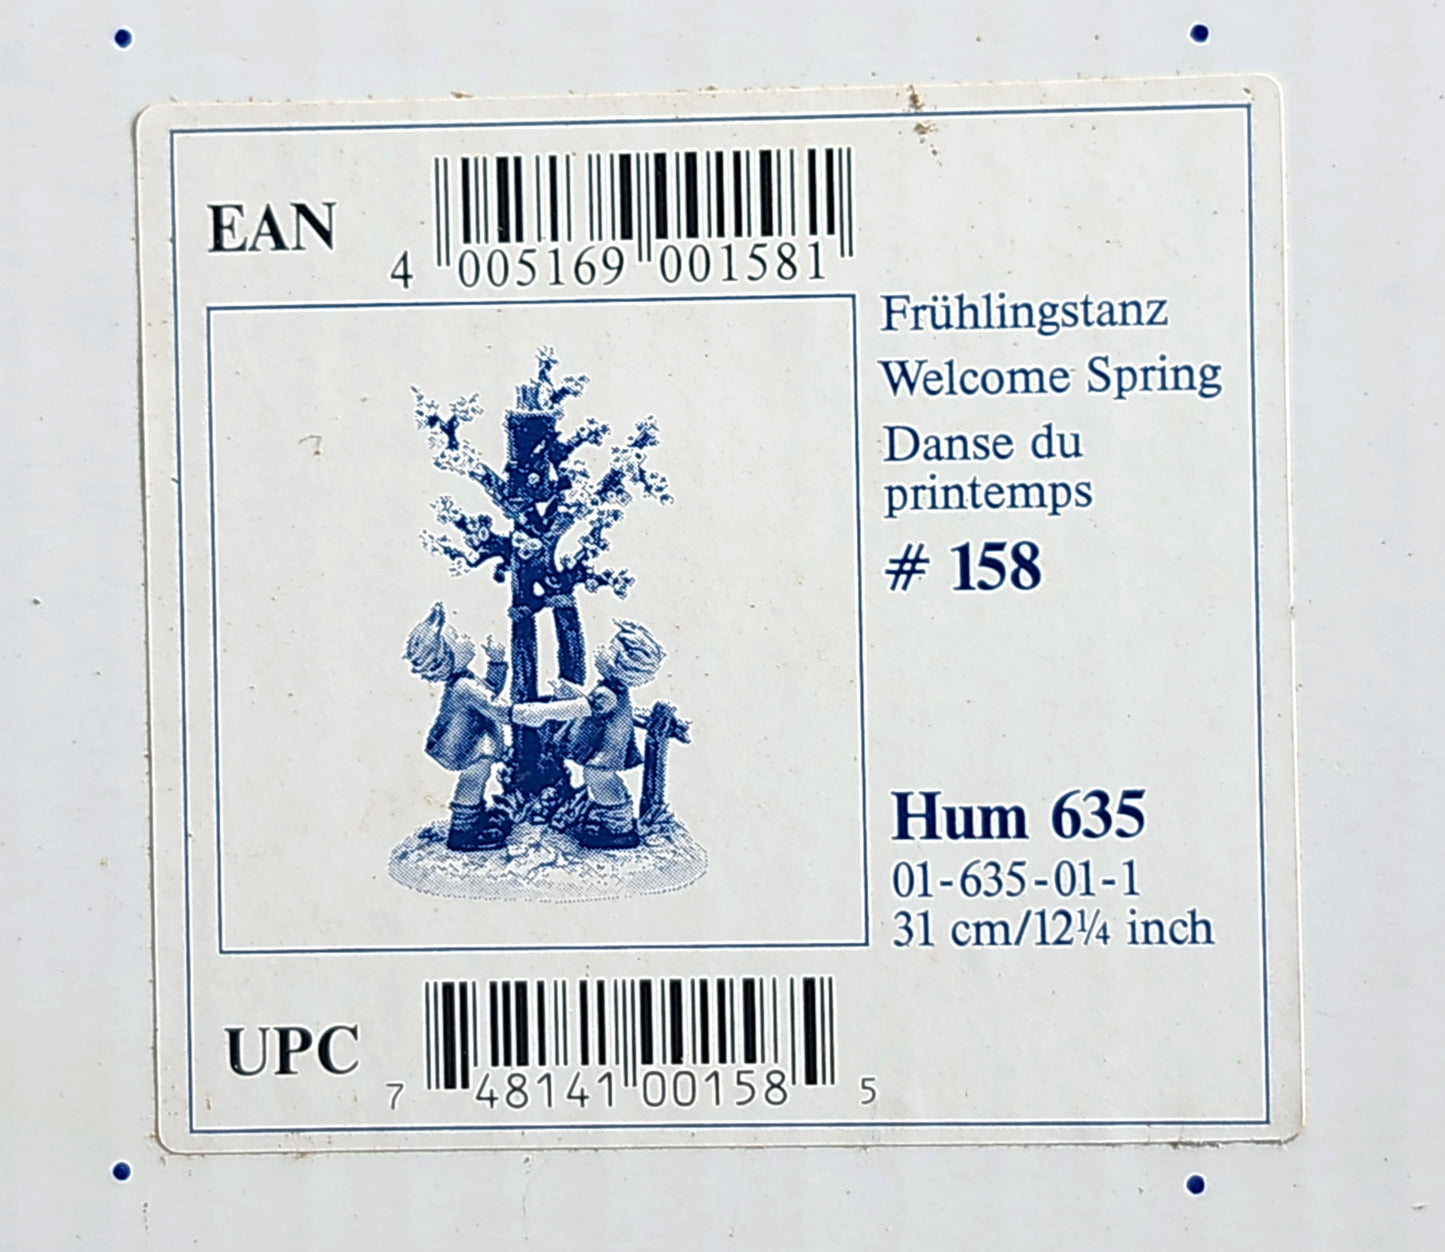 EAN
4 005169 001581
Frühlingstanz
Welcome Spring
Danse du
printemps
# 158
Hum 635
01-635-01-1
31 cm/12¼ inch
UPC
7 48141 00158 5